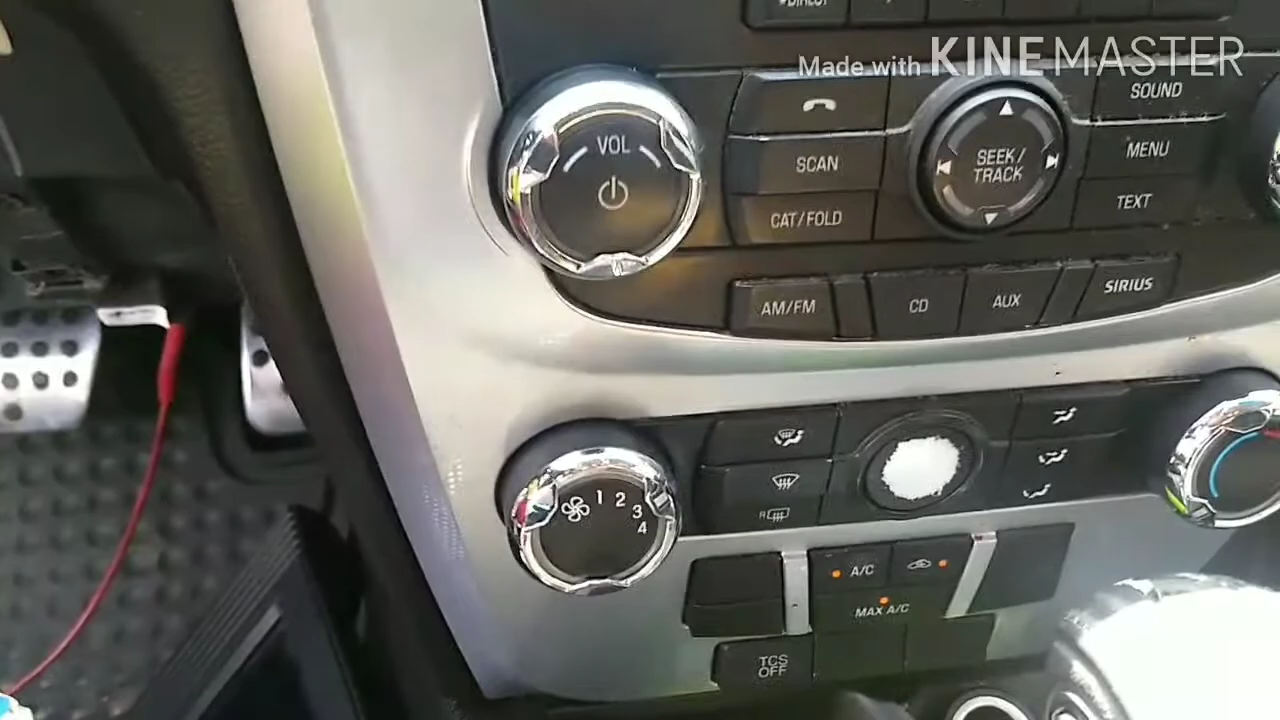 DIRECT
Made with KINEMASTER
VOL
SCAN
CAT/FOLD
SEEK/
TRACK
SOUND
MENU
TEXT
AM/FM
CD
AUX
SIRIUS
1 2 3 4
R
A/C
MAX A/C
TCS
OFF